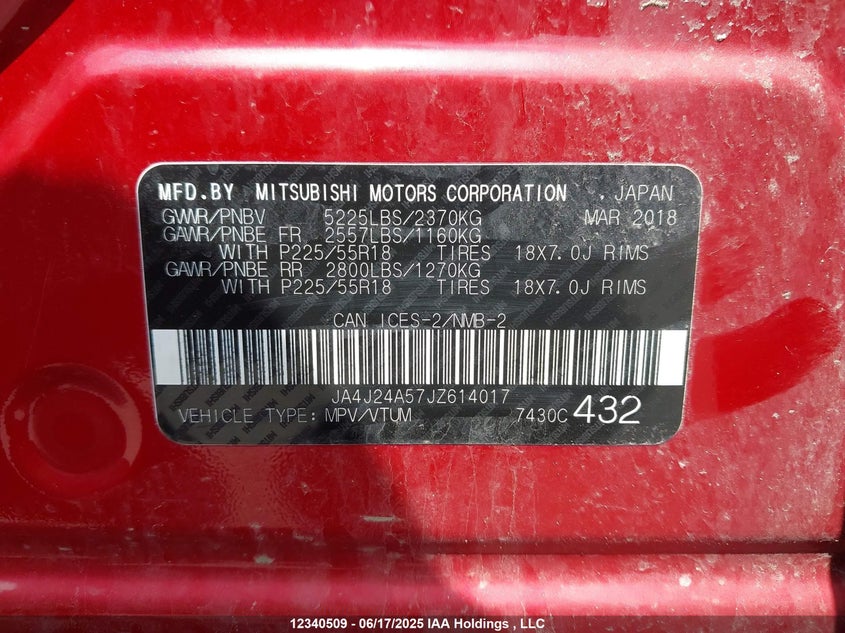 MFD.BY MITSUBISHI MOTORS CORPORATION . JAPAN
GVWR/PNBV 5225LBS/2370KG MAR 2018
GAWR/PNBE FR 2557LBS/1160KG
WITH P225/55R18 TIRES 18X7.0J RIMS
GAWR/PNBE RR 2800LBS/1270KG
WITH P225/55R18 TIRES 18X7.0J RIMS
CAN ICES-2/NMB-2
JA4J24A57JZ614017
VEHICLE TYPE: MPV/VTUM 7430C 432
12340509 - 06/17/2025 IAA Holdings , LLC